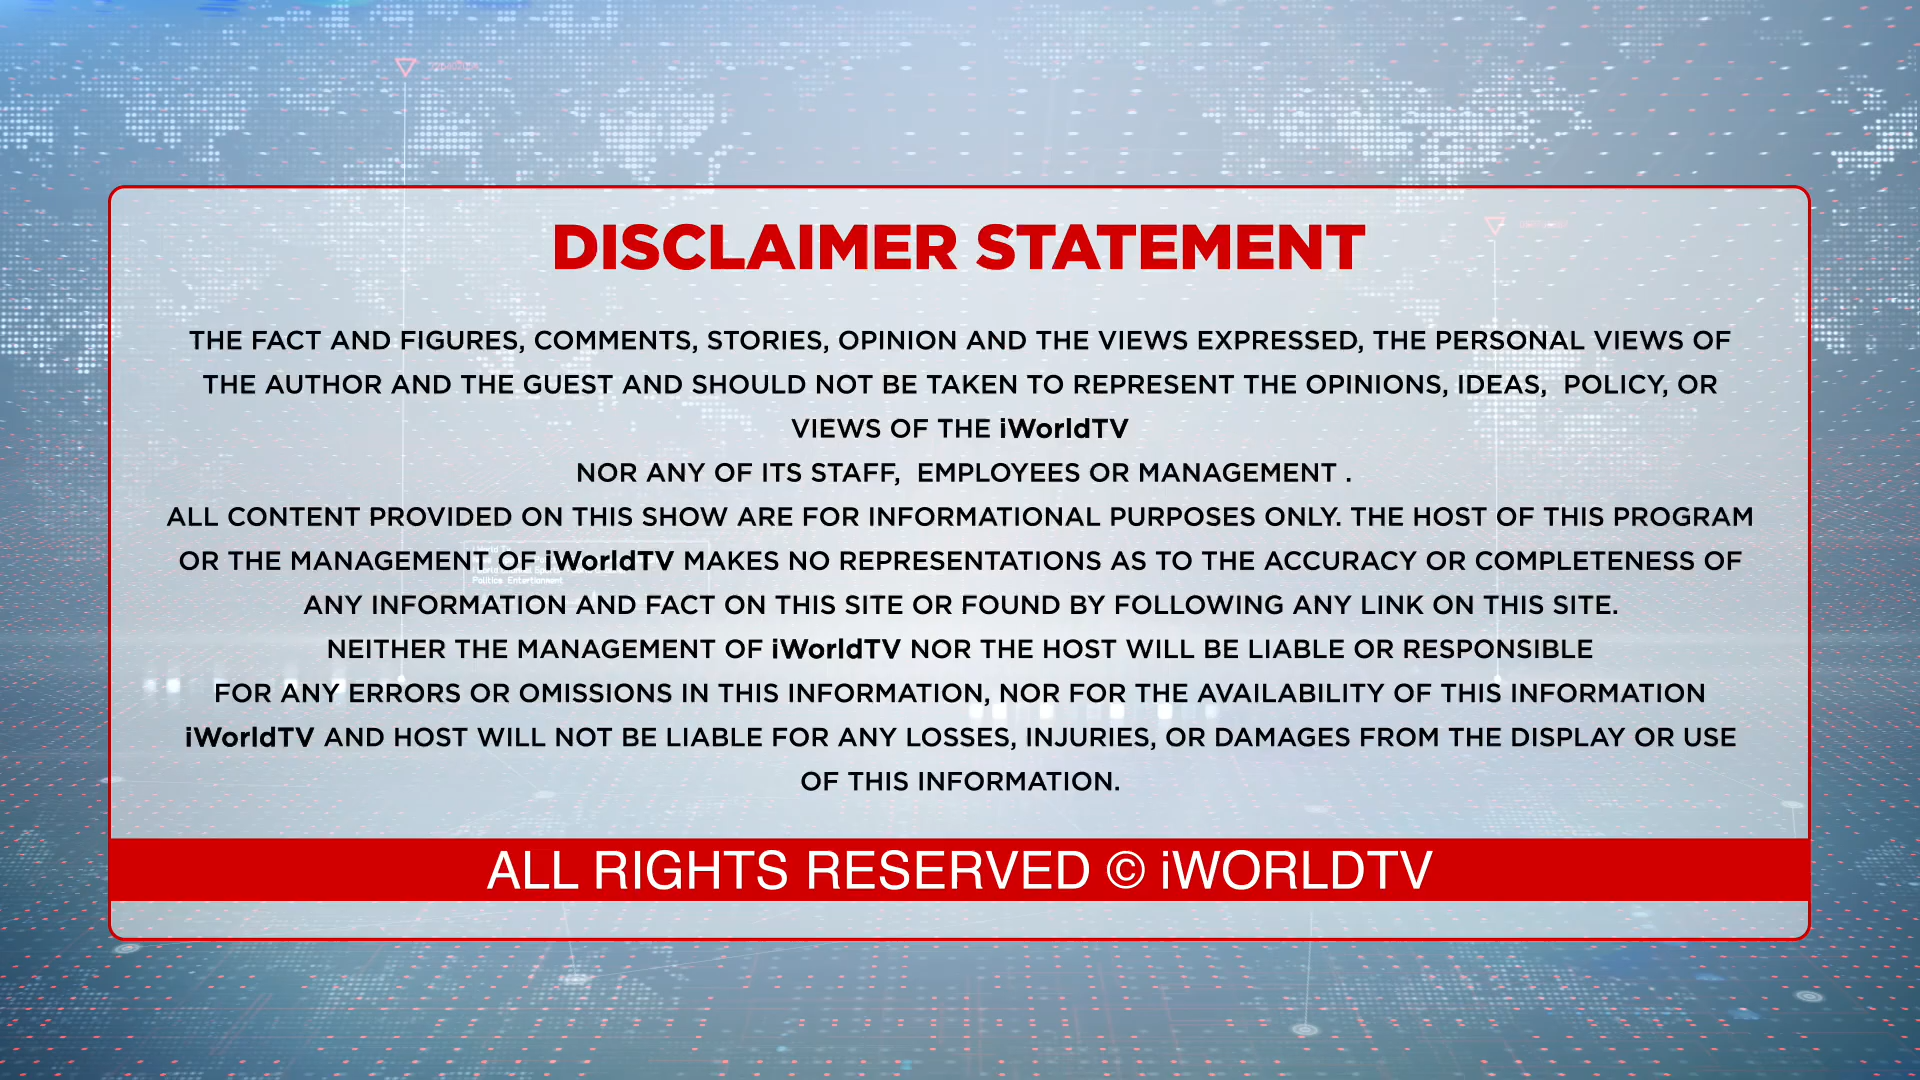 DISCLAIMER STATEMENT
THE FACT AND FIGURES, COMMENTS, STORIES, OPINION AND THE VIEWS EXPRESSED, THE PERSONAL VIEWS OF
THE AUTHOR AND THE GUEST AND SHOULD NOT BE TAKEN TO REPRESENT THE OPINIONS, IDEAS, POLICY, OR
VIEWS OF THE iWorldTV
NOR ANY OF ITS STAFF, EMPLOYEES OR MANAGEMENT .
ALL CONTENT PROVIDED ON THIS SHOW ARE FOR INFORMATIONAL PURPOSES ONLY. THE HOST OF THIS PROGRAM
OR THE MANAGEMENT OF iWorldTV MAKES NO REPRESENTATIONS AS TO THE ACCURACY OR COMPLETENESS OF
Politics Entertionment
ANY INFORMATION AND FACT ON THIS SITE OR FOUND BY FOLLOWING ANY LINK ON THIS SITE.
NEITHER THE MANAGEMENT OF iWorldTV NOR THE HOST WILL BE LIABLE OR RESPONSIBLE
FOR ANY ERRORS OR OMISSIONS IN THIS INFORMATION, NOR FOR THE AVAILABILITY OF THIS INFORMATION
iWorldTV AND HOST WILL NOT BE LIABLE FOR ANY LOSSES, INJURIES, OR DAMAGES FROM THE DISPLAY OR USE
OF THIS INFORMATION.
ALL RIGHTS RESERVED © iWORLDTV